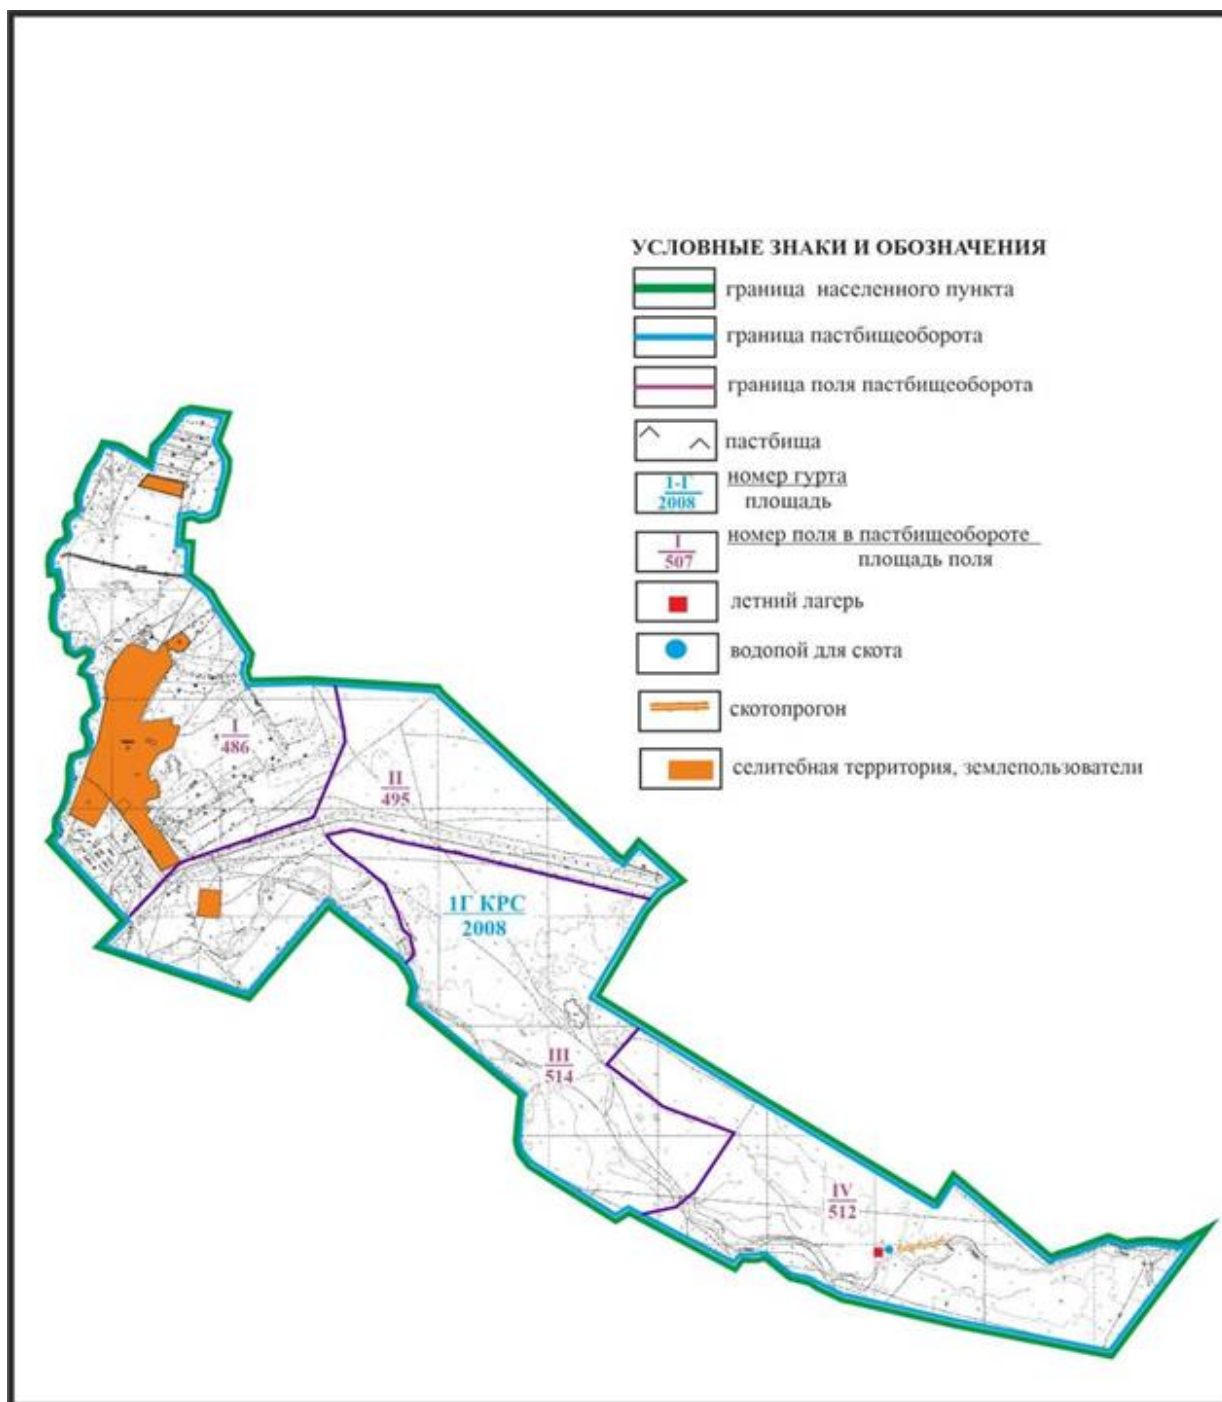 УСЛОВНЫЕ ЗНАКИ И ОБОЗНАЧЕНИЯ
граница населенного пункта
граница пастбищеоборота
граница поля пастбищеоборота
пастбища
1-Г
2008
номер гурта
площадь
I
507
номер поля в пастбищеобороте
площадь поля
летний лагерь
водопой для скота
скотопрогон
селитебная территория, землепользователи
I
486
II
495
1Г КРС
2008
III
514
IV
512